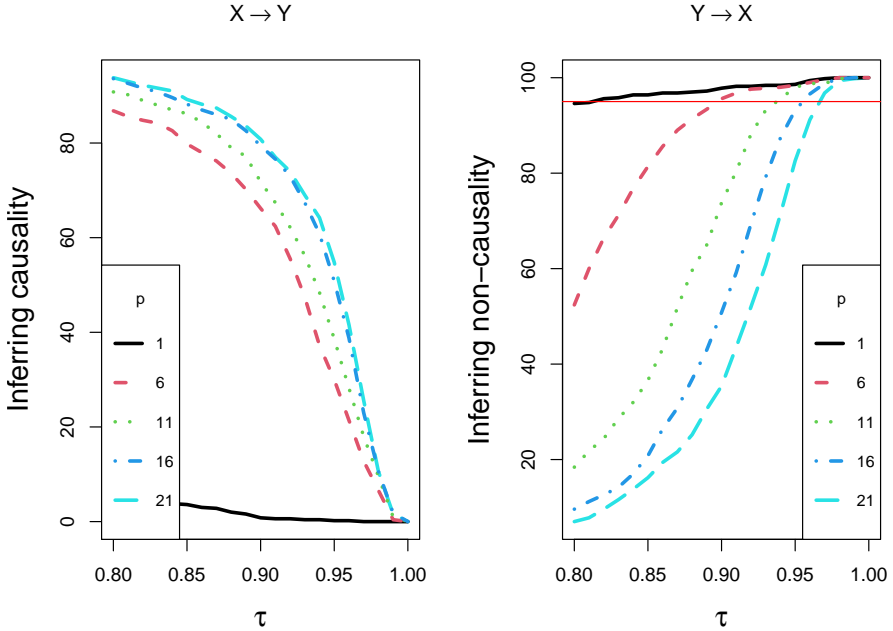 X → Y
Inferring causality
80
60
40
20
0
p
1
6
11
16
21
0.80 0.85 0.90 0.95 1.00
τ
Y → X
Inferring non−causality
100
80
60
40
20
p
1
6
11
16
21
0.80 0.85 0.90 0.95 1.00
τ